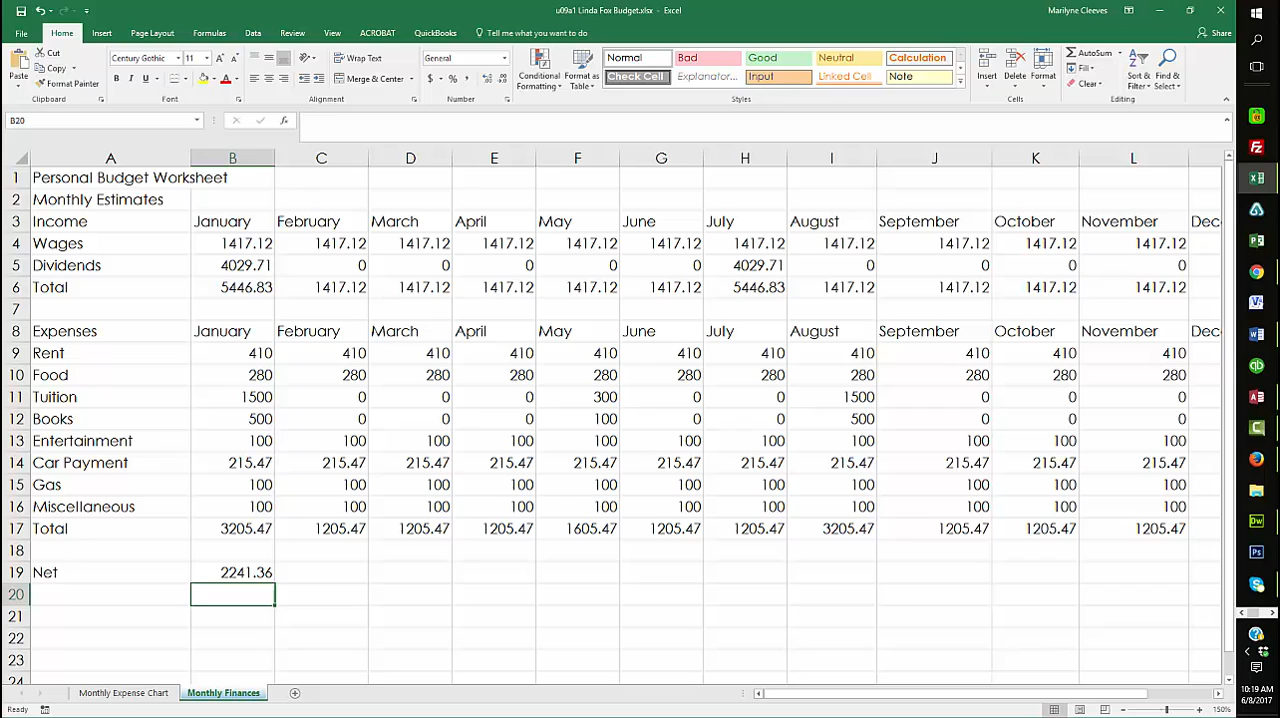 u09a1 Linda Fox Budget.xlsx - Excel
Marilyne Cleeves
File Home Insert Page Layout Formulas Data Review View ACROBAT QuickBooks Tell me what you want to do Share
Paste Cut Copy Format Painter Clipboard
Century Gothic 11 B I U Font
Wrap Text Merge & Center Alignment
General $ % Number
Conditional Formatting Format as Table
Normal Bad Good Neutral Calculation
Check Cell Explanator... Input Linked Cell Note
Styles
Insert Delete Format Cells
AutoSum Fill Clear Sort & Filter Find & Select Editing
B20 fx
A B C D E F G H I J K L
1 Personal Budget Worksheet
2 Monthly Estimates
3 Income January February March April May June July August September October November Dec
4 Wages 1417.12 1417.12 1417.12 1417.12 1417.12 1417.12 1417.12 1417.12 1417.12 1417.12 1417.12
5 Dividends 4029.71 0 0 0 0 0 4029.71 0 0 0 0
6 Total 5446.83 1417.12 1417.12 1417.12 1417.12 1417.12 5446.83 1417.12 1417.12 1417.12 1417.12
7
8 Expenses January February March April May June July August September October November Dec
9 Rent 410 410 410 410 410 410 410 410 410 410 410
10 Food 280 280 280 280 280 280 280 280 280 280 280
11 Tuition 1500 0 0 0 300 0 0 1500 0 0 0
12 Books 500 0 0 0 100 0 0 500 0 0 0
13 Entertainment 100 100 100 100 100 100 100 100 100 100 100
14 Car Payment 215.47 215.47 215.47 215.47 215.47 215.47 215.47 215.47 215.47 215.47 215.47
15 Gas 100 100 100 100 100 100 100 100 100 100 100
16 Miscellaneous 100 100 100 100 100 100 100 100 100 100 100
17 Total 3205.47 1205.47 1205.47 1205.47 1605.47 1205.47 1205.47 3205.47 1205.47 1205.47 1205.47
18
19 Net 2241.36
20
21
22
23
24
Monthly Expense Chart Monthly Finances
Ready 150%
10:19 AM
6/8/2017